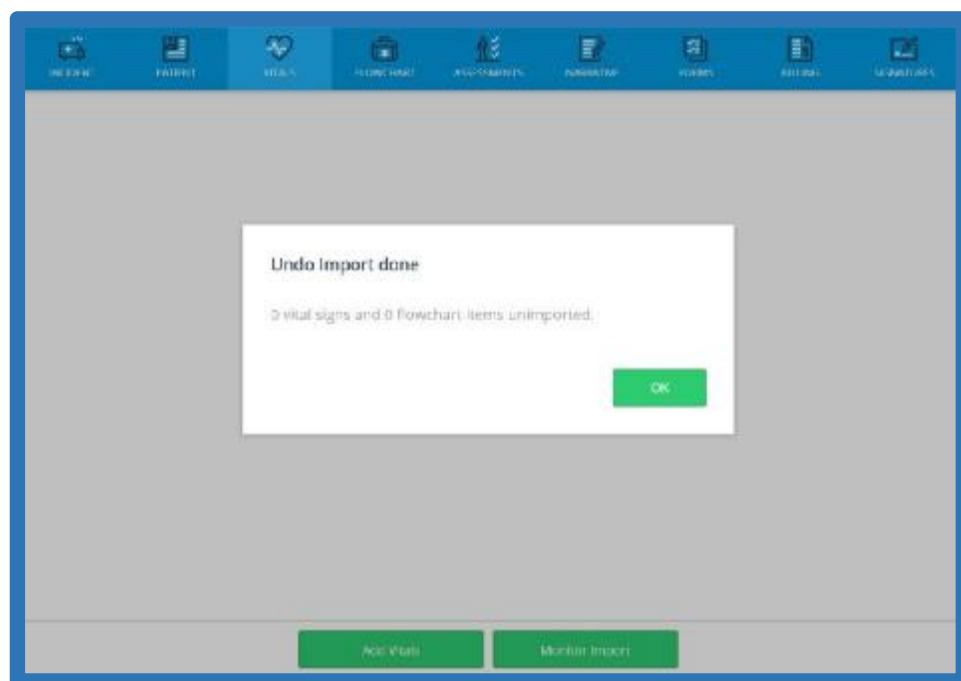 INCIDENT PATIENT VITALS FLOWCHART ASSESSMENTS NARRATIVE FORMS BILLING SIGNATURES
Undo Import done
0 vital signs and 0 flowchart items unimported.
OK
Add Vitals Monitor Import